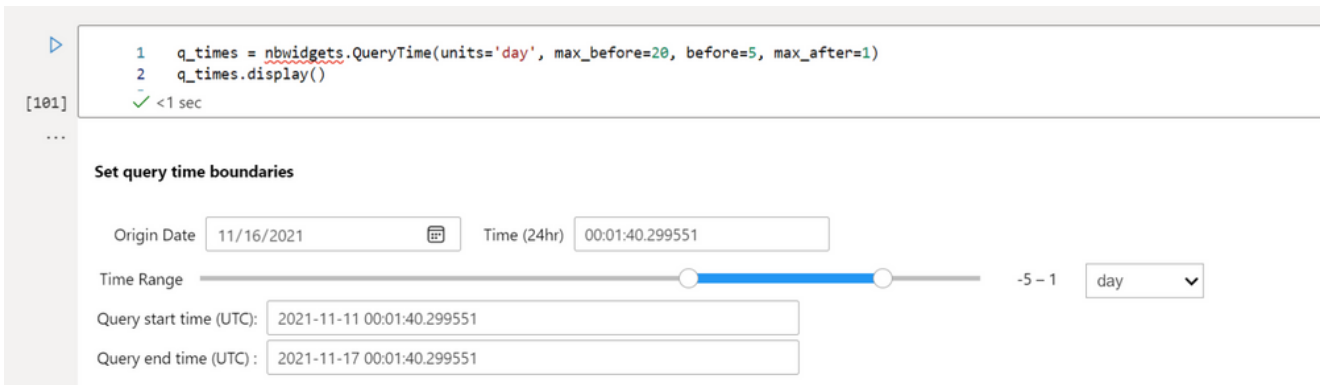 1 q_times = nbwidgets.QueryTime(units='day', max_before=20, before=5, max_after=1)
2 q_times.display()
[101] <1 sec
...
Set query time boundaries
Origin Date 11/16/2021 Time (24hr) 00:01:40.299551
Time Range -5 – 1 day
Query start time (UTC): 2021-11-11 00:01:40.299551
Query end time (UTC) : 2021-11-17 00:01:40.299551